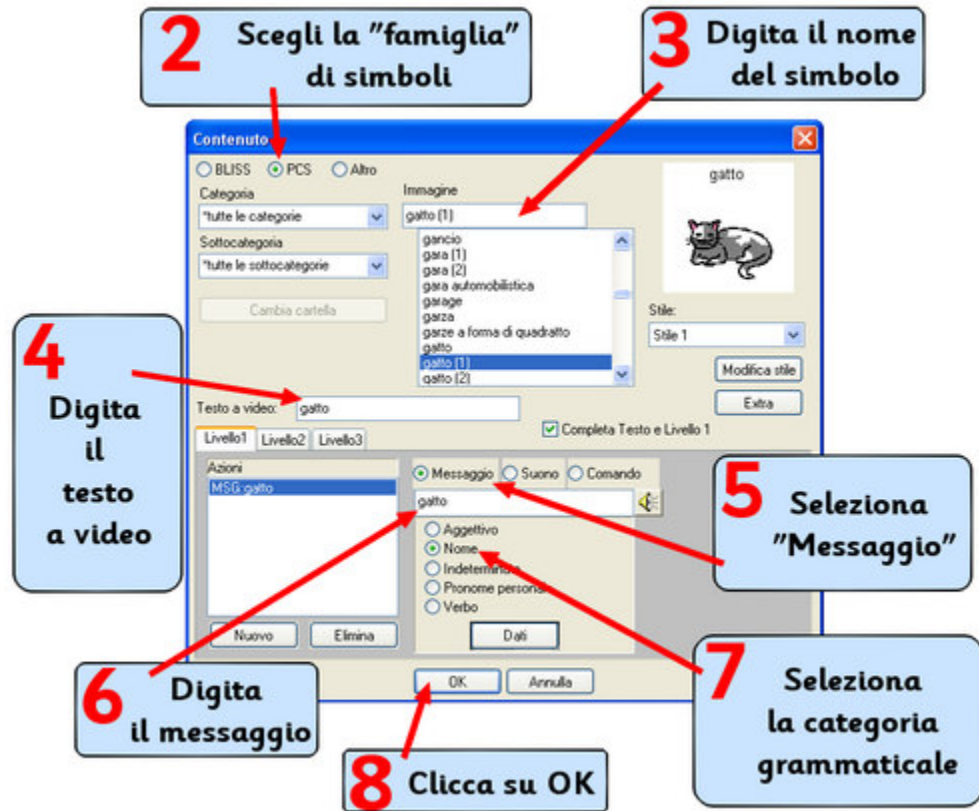 2 Scegli la "famiglia"
di simboli
3 Digita il nome
del simbolo
Contenuto
BLISS PCS Altro
Categoria
*tutte le categorie
Sottocategoria
*tutte le sottocategorie
Cambia cartella
Immagine
gatto (1)
gancio
gara (1)
gara (2)
gara automobilistica
garage
garza
garze a forma di quadratto
gatto
gatto (1)
gatto (2)
gatto
Stile:
Stile 1
Modifica stile
Extra
4
Digita
il
testo
a video
Testo a video: gatto
Completa Testo e Livello 1
Livello1 Livello2 Livello3
Azioni
MSG:gatto
Messaggio Suono Comando
gatto
Aggettivo
Nome
Pronome
Verbo
Nuovo Elimina
Dati
5 Seleziona
"Messaggio"
6 Digita
il messaggio
7 Seleziona
la categoria
grammaticale
OK Annulla
8 Clicca su OK